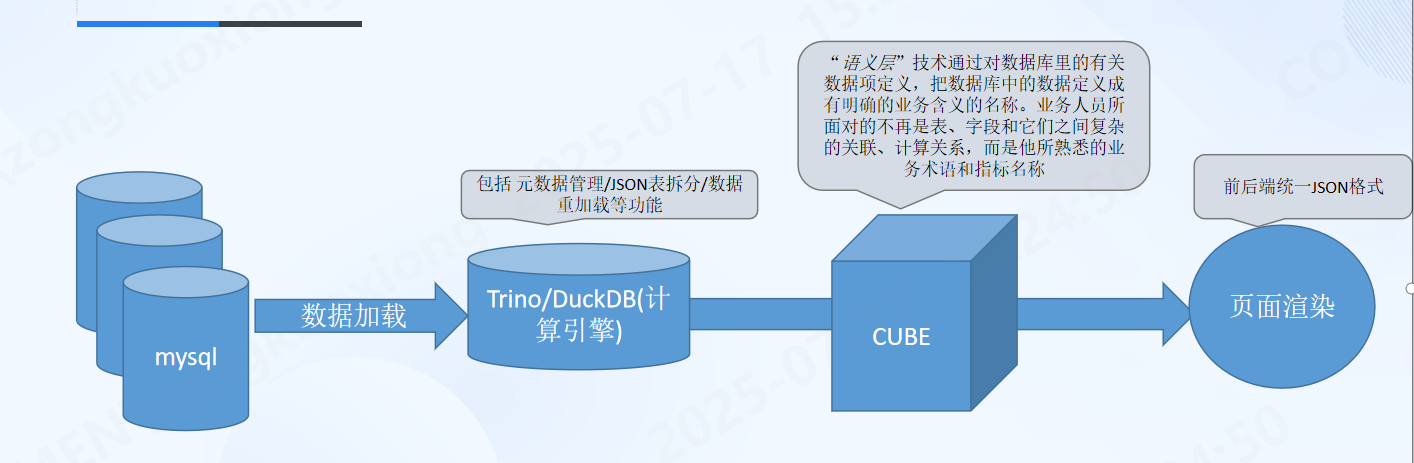 “语义层”技术通过对数据库里的有关
数据项定义，把数据库中的数据定义成
有明确的业务含义的名称。业务人员所
面对的不再是表、字段和它们之间复杂
的关联、计算关系，而是他所熟悉的业
务术语和指标名称
包括 元数据管理/JSON表拆分/数据
重加载等功能
前后端统一JSON格式
mysql
数据加载
Trino/DuckDB(计
算引擎)
CUBE
页面渲染